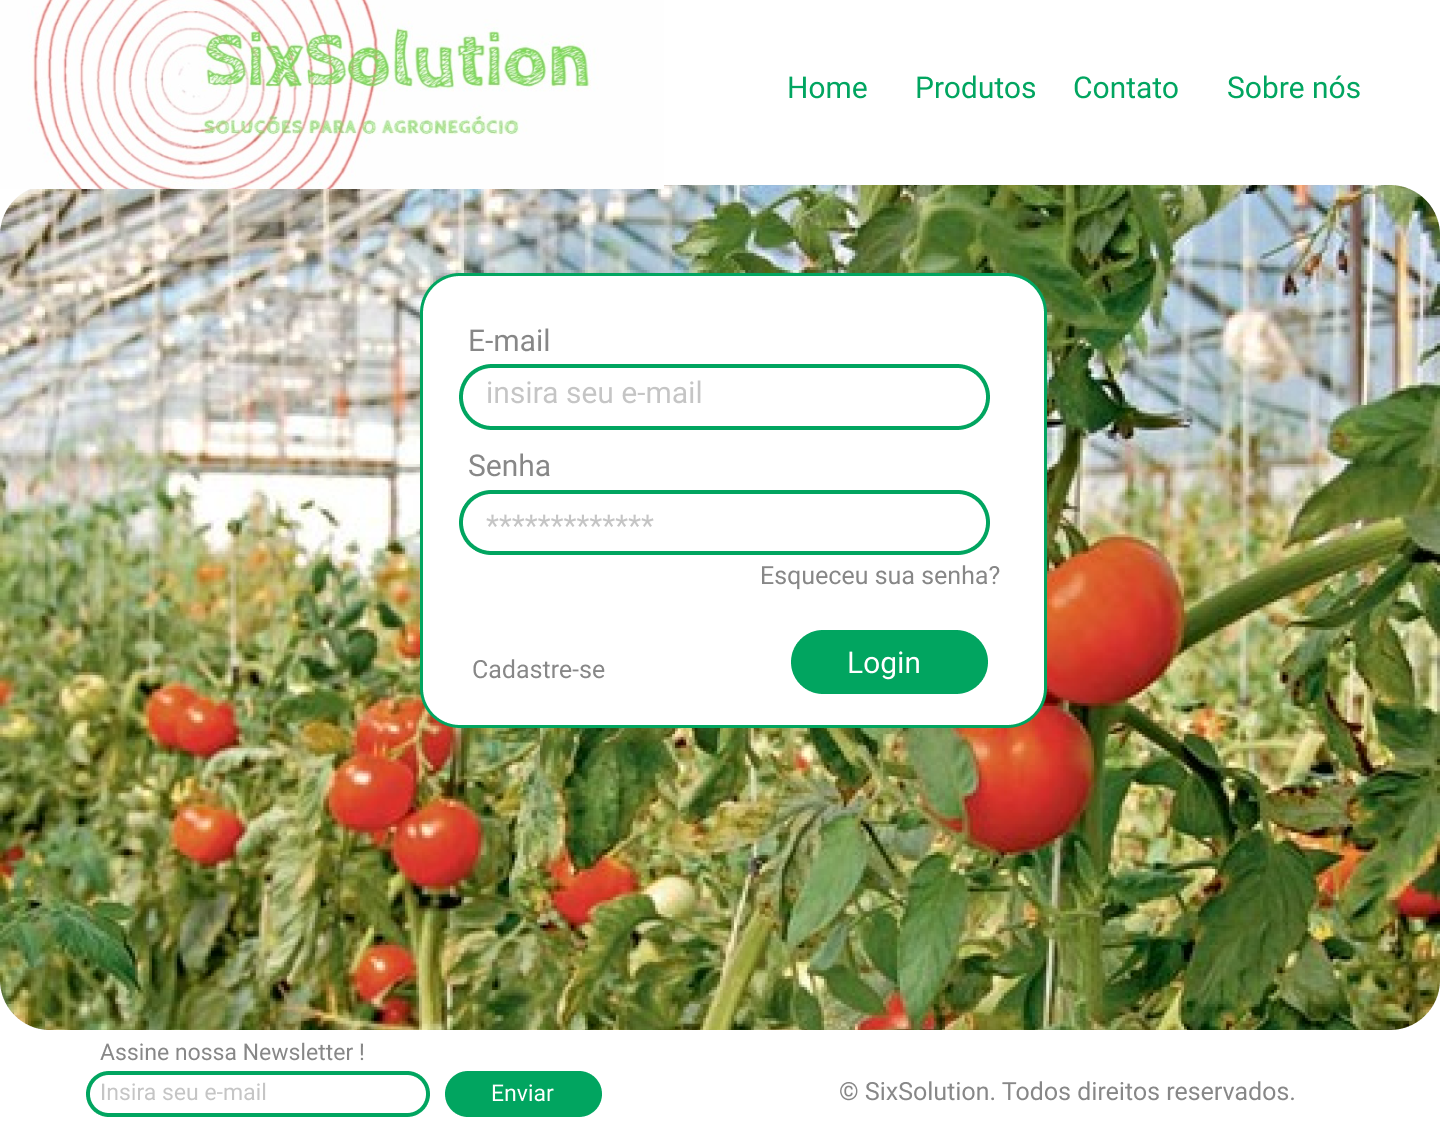 SixSolution
SOLUÇÕES PARA O AGRONEGÓCIO
Home Produtos Contato Sobre nós
E-mail
insira seu e-mail
Senha
*************
Esqueceu sua senha?
Cadastre-se
Login
Assine nossa Newsletter !
Insira seu e-mail
Enviar
© SixSolution. Todos direitos reservados.